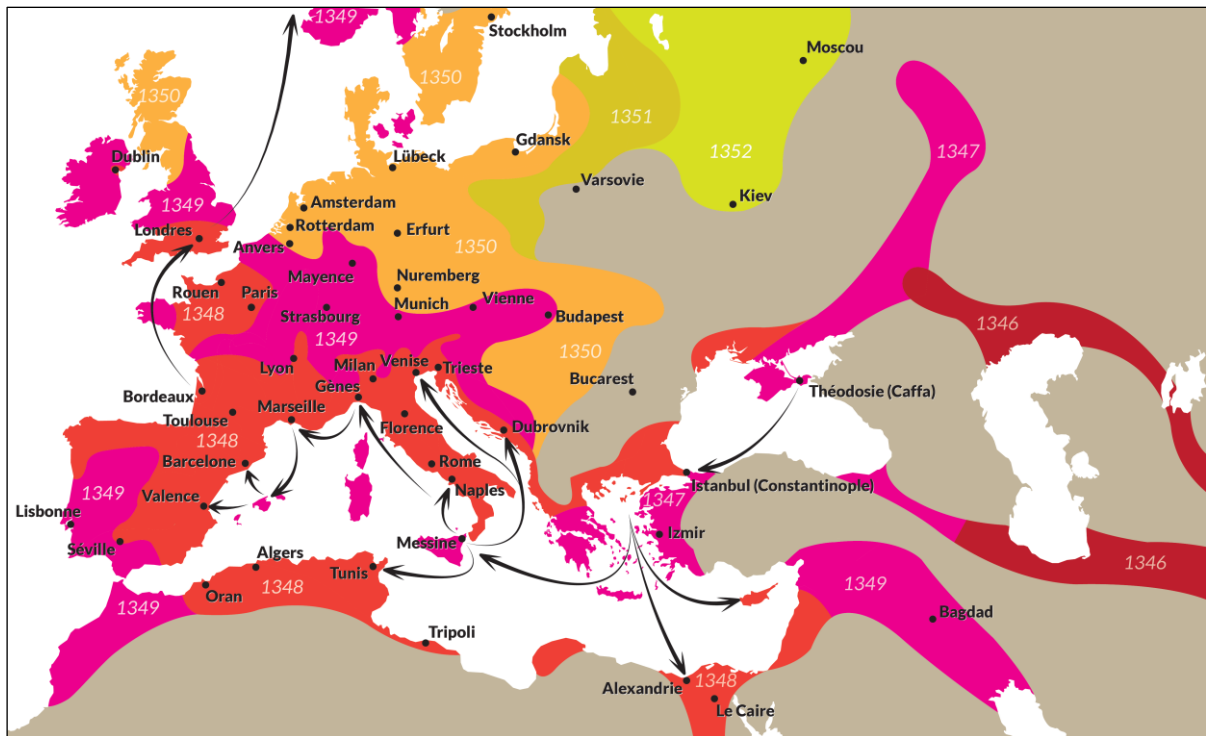 1349
Stockholm
Moscou
1350
1350
1351
Gdansk
1347
Dublin
Lübeck
1352
Varsovie
Kiev
1349
Amsterdam
Londres
Rotterdam
Erfurt
Anvers
1350
Mayence
Nuremberg
Rouen
Paris
Munich
Vienne
1348
Strasbourg
Budapest
1346
1349
1350
Lyon
Milan
Venise
Trieste
Bucarest
Bordeaux
Gênes
Théodosie (Caffa)
Marseille
Toulouse
Florence
Dubrovnik
1348
Barcelone
Rome
1349
Istanbul (Constantinople)
Valence
Naples
1347
Lisbonne
Izmir
Séville
Messine
Algers
Tunis
1346
1348
1349
Oran
1349
Bagdad
Tripoli
Alexandrie
1348
Le Caire